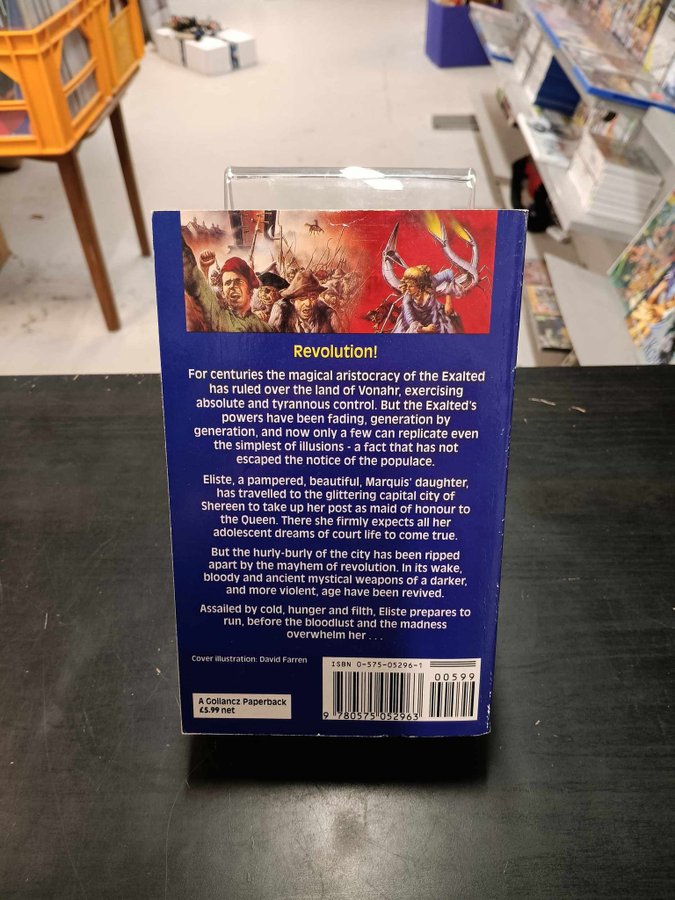 Revolution!
For centuries the magical aristocracy of the Exalted
has ruled over the land of Vonahr, exercising
absolute and tyrannous control. But the Exalted's
powers have been fading, generation by
generation, and now only a few can replicate even
the simplest of illusions - a fact that has not
escaped the notice of the populace.
Eliste, a pampered, beautiful, Marquis' daughter,
has travelled to the glittering capital city of
Shereen to take up her post as maid of honour to
the Queen. There she firmly expects all her
adolescent dreams of court life to come true.
But the hurly-burly of the city has been ripped
apart by the mayhem of revolution. In its wake,
bloody and ancient mystical weapons of a darker,
and more violent, age have been revived.
Assailed by cold, hunger and filth, Eliste prepares to
run, before the bloodlust and the madness
overwhelm her . . .
Cover illustration: David Farren
ISBN 0-575-05296-1
00599
A Gollancz Paperback
£5.99 net
9 780575 052963